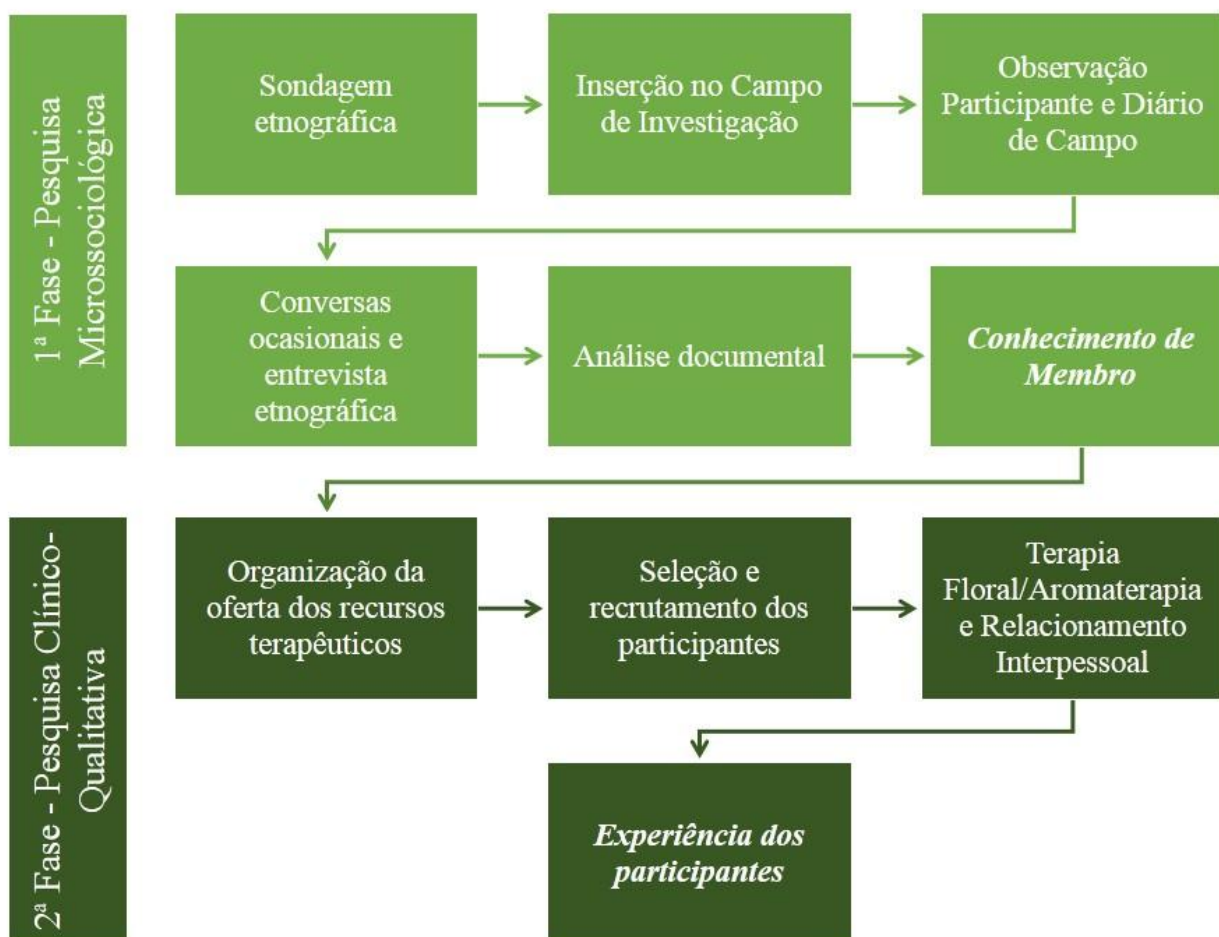 1ª Fase - Pesquisa
Microssociológica
Sondagem
etnográfica
Inserção no Campo
de Investigação
Observação
Participante e Diário
de Campo
Conversas
ocasionais e
entrevista
etnográfica
Análise documental
Conhecimento de
Membro
2ª Fase - Pesquisa Clínico-
Qualitativa
Organização da
oferta dos recursos
terapêuticos
Seleção e
recrutamento dos
participantes
Terapia
Floral/Aromaterapia
e Relacionamento
Interpessoal
Experiência dos
participantes